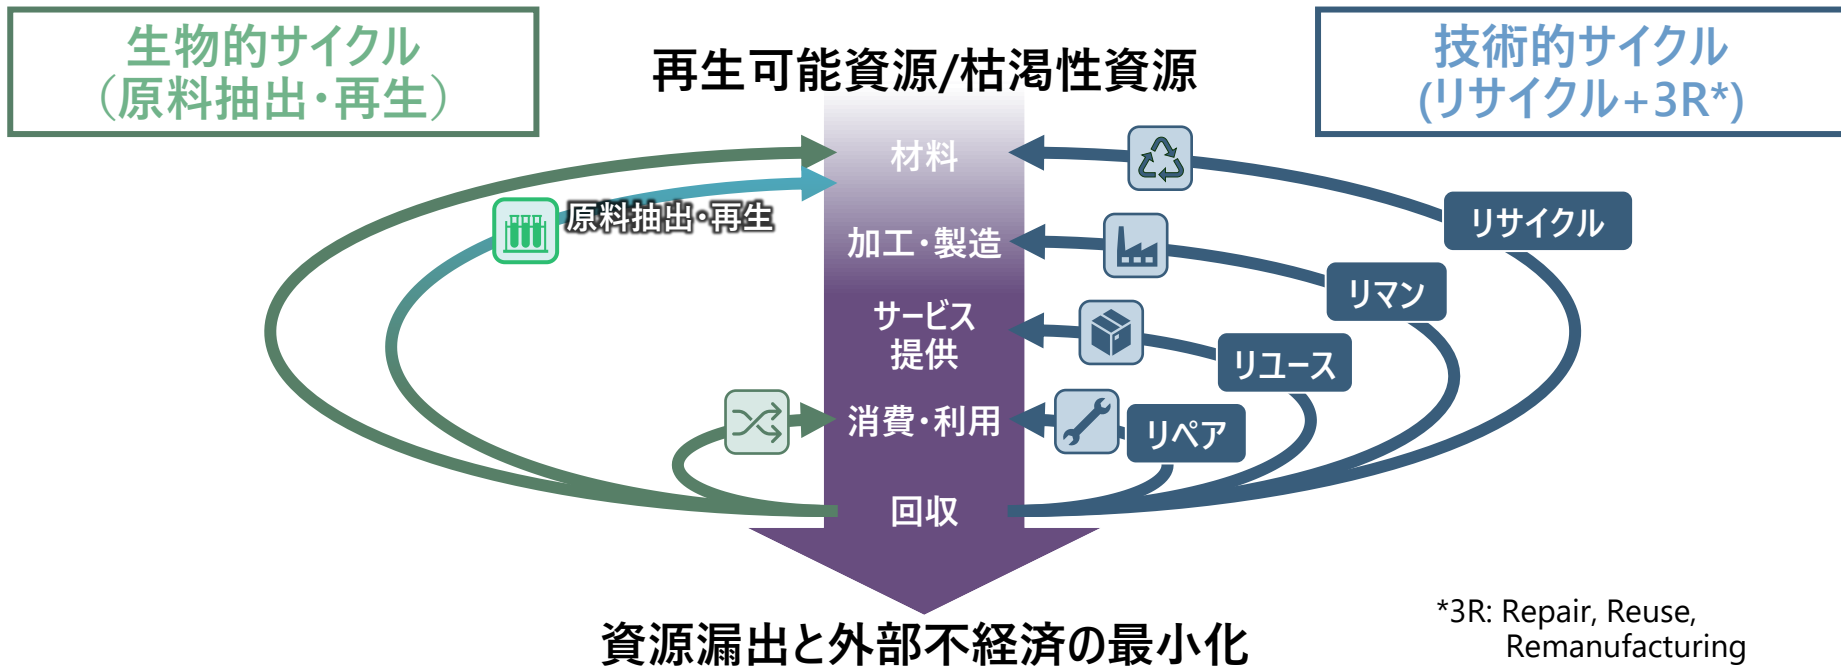 生物的サイクル
（原料抽出・再生）
再生可能資源/枯渇性資源
技術的サイクル
(リサイクル+3R*)
材料
原料抽出・再生
リサイクル
加工・製造
リマン
サービス
提供
リユース
消費・利用
リペア
回収
資源漏出と外部不経済の最小化
*3R: Repair, Reuse,
Remanufacturing